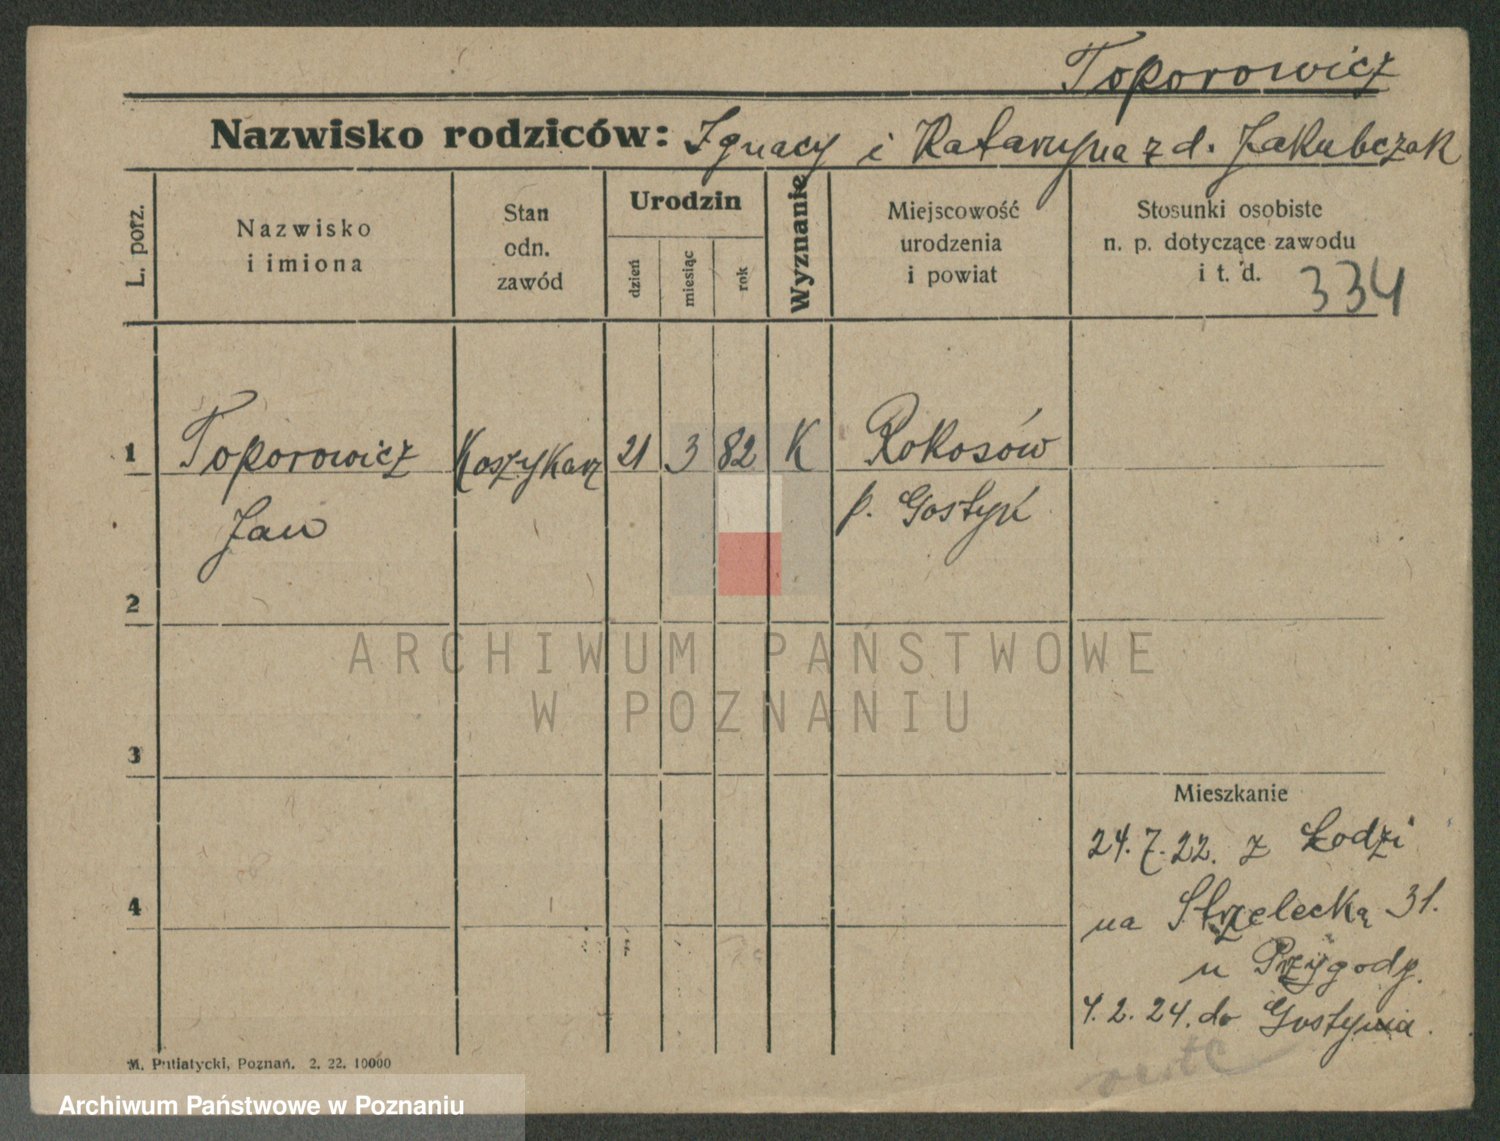 Toporowicz
Nazwisko rodziców: Ignacy i Katarzyna z d. Jakubczak
L. porz.
Nazwisko
i imiona
Stan
odn.
zawód
Urodzin
dzień
miesiąc
rok
Wyznanie
Miejscowość
urodzenia
i powiat
Stosunki osobiste
n. p. dotyczące zawodu
i t. d.
334
1 Toporowicz Koszykarz 21 3 82 K Rokosów
Jan p. Gostyń
2
3
4
Mieszkanie
24. 7. 22. z Łodzi
na Strzelecką 31.
u Przygody.
4. 2. 24. do Gostynia.
M. Putiatycki, Poznań. 2. 22. 10000
ARCHIWUM PAŃSTWOWE
W POZNANIU
Archiwum Państwowe w Poznaniu